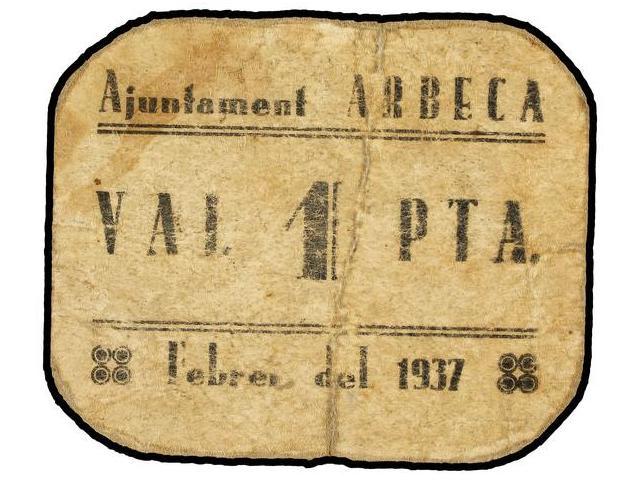 Ajuntament ARBECA
VAL 1 PTA.
Febrer del 1937